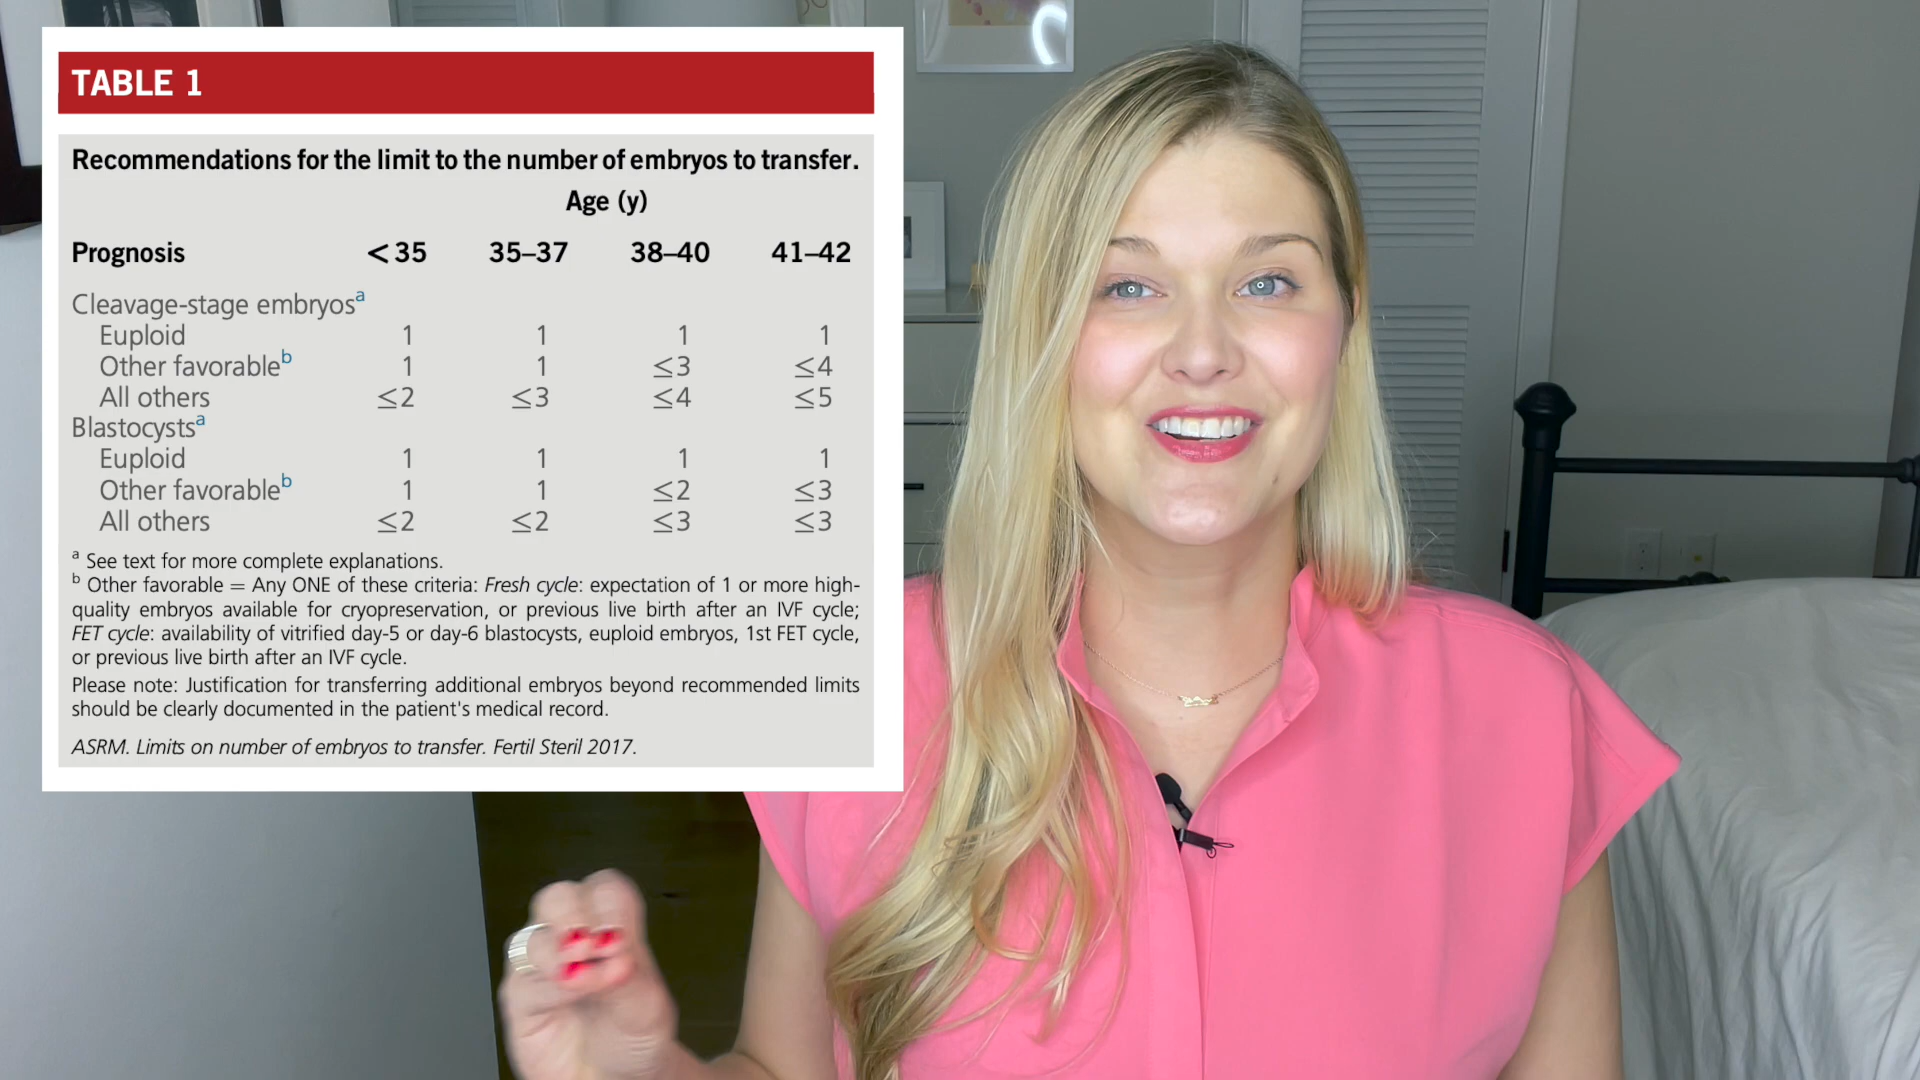 TABLE 1
Recommendations for the limit to the number of embryos to transfer.
Age (y)
Prognosis < 35 35–37 38–40 41–42
Cleavage-stage embryosᵃ
Euploid 1 1 1 1
Other favorableᵇ 1 1 ≤3 ≤4
All others ≤2 ≤3 ≤4 ≤5
Blastocystsᵃ
Euploid 1 1 1 1
Other favorableᵇ 1 1 ≤2 ≤3
All others ≤2 ≤2 ≤3 ≤3
ᵃ See text for more complete explanations.
ᵇ Other favorable = Any ONE of these criteria: Fresh cycle: expectation of 1 or more high-
quality embryos available for cryopreservation, or previous live birth after an IVF cycle;
FET cycle: availability of vitrified day-5 or day-6 blastocysts, euploid embryos, 1st FET cycle,
or previous live birth after an IVF cycle.
Please note: Justification for transferring additional embryos beyond recommended limits
should be clearly documented in the patient's medical record.
ASRM. Limits on number of embryos to transfer. Fertil Steril 2017.